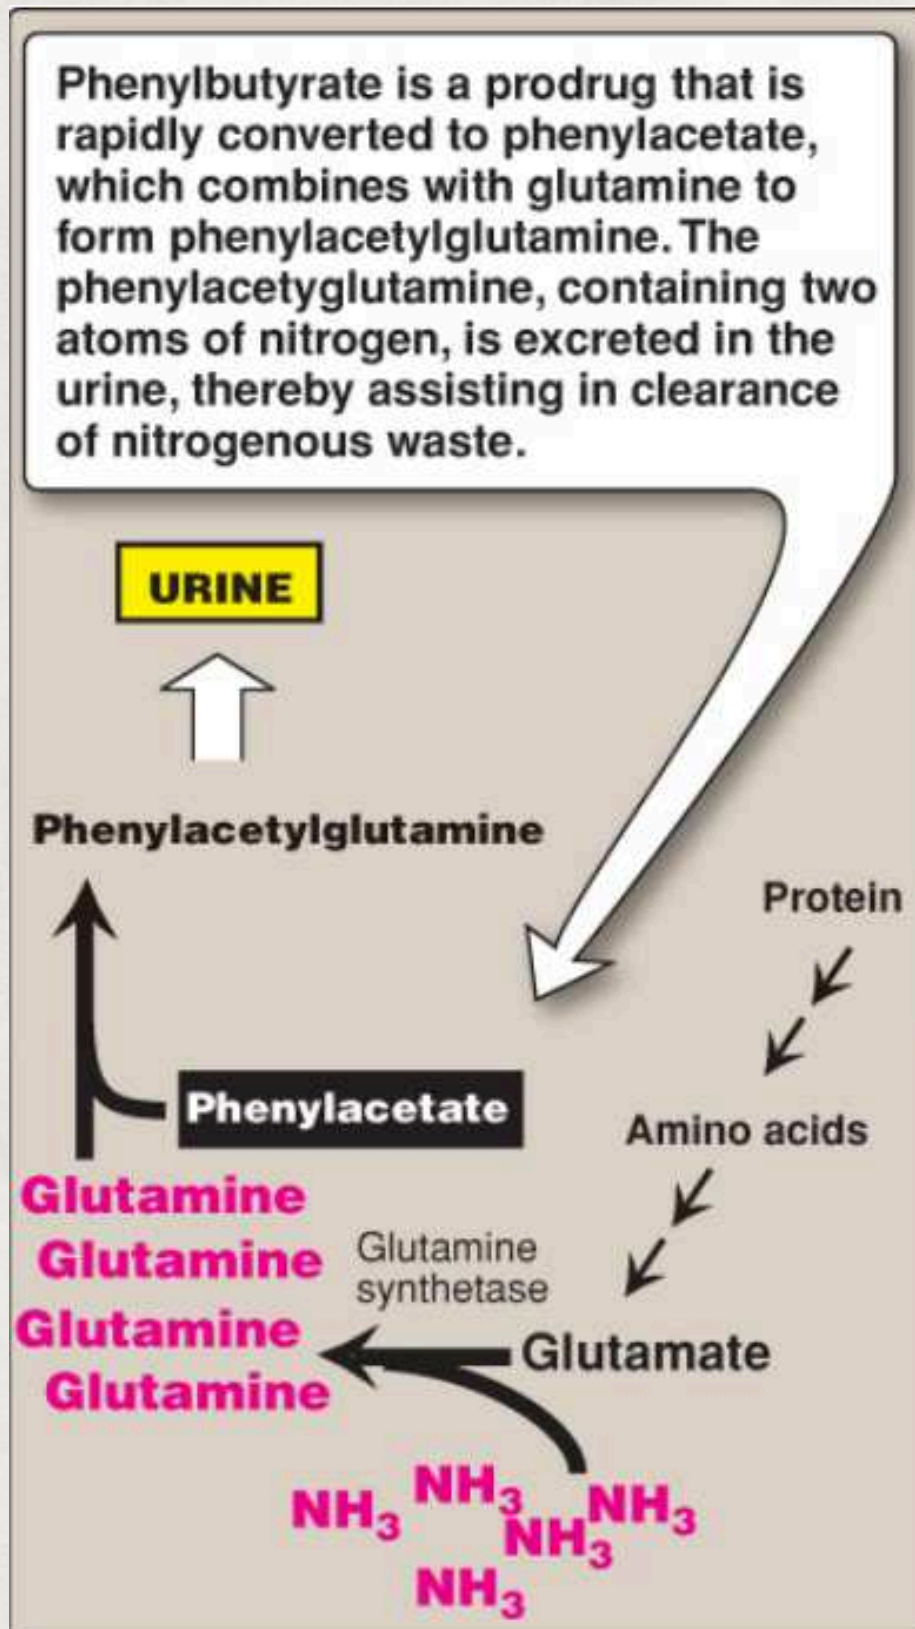 Phenylbutyrate is a prodrug that is
rapidly converted to phenylacetate,
which combines with glutamine to
form phenylacetylglutamine. The
phenylacetyglutamine, containing two
atoms of nitrogen, is excreted in the
urine, thereby assisting in clearance
of nitrogenous waste.
URINE
Phenylacetylglutamine
Protein
Phenylacetate
Amino acids
Glutamine
Glutamine
Glutamine
synthetase
Glutamine
Glutamate
Glutamine
NH3
NH3
NH3
NH3
NH3